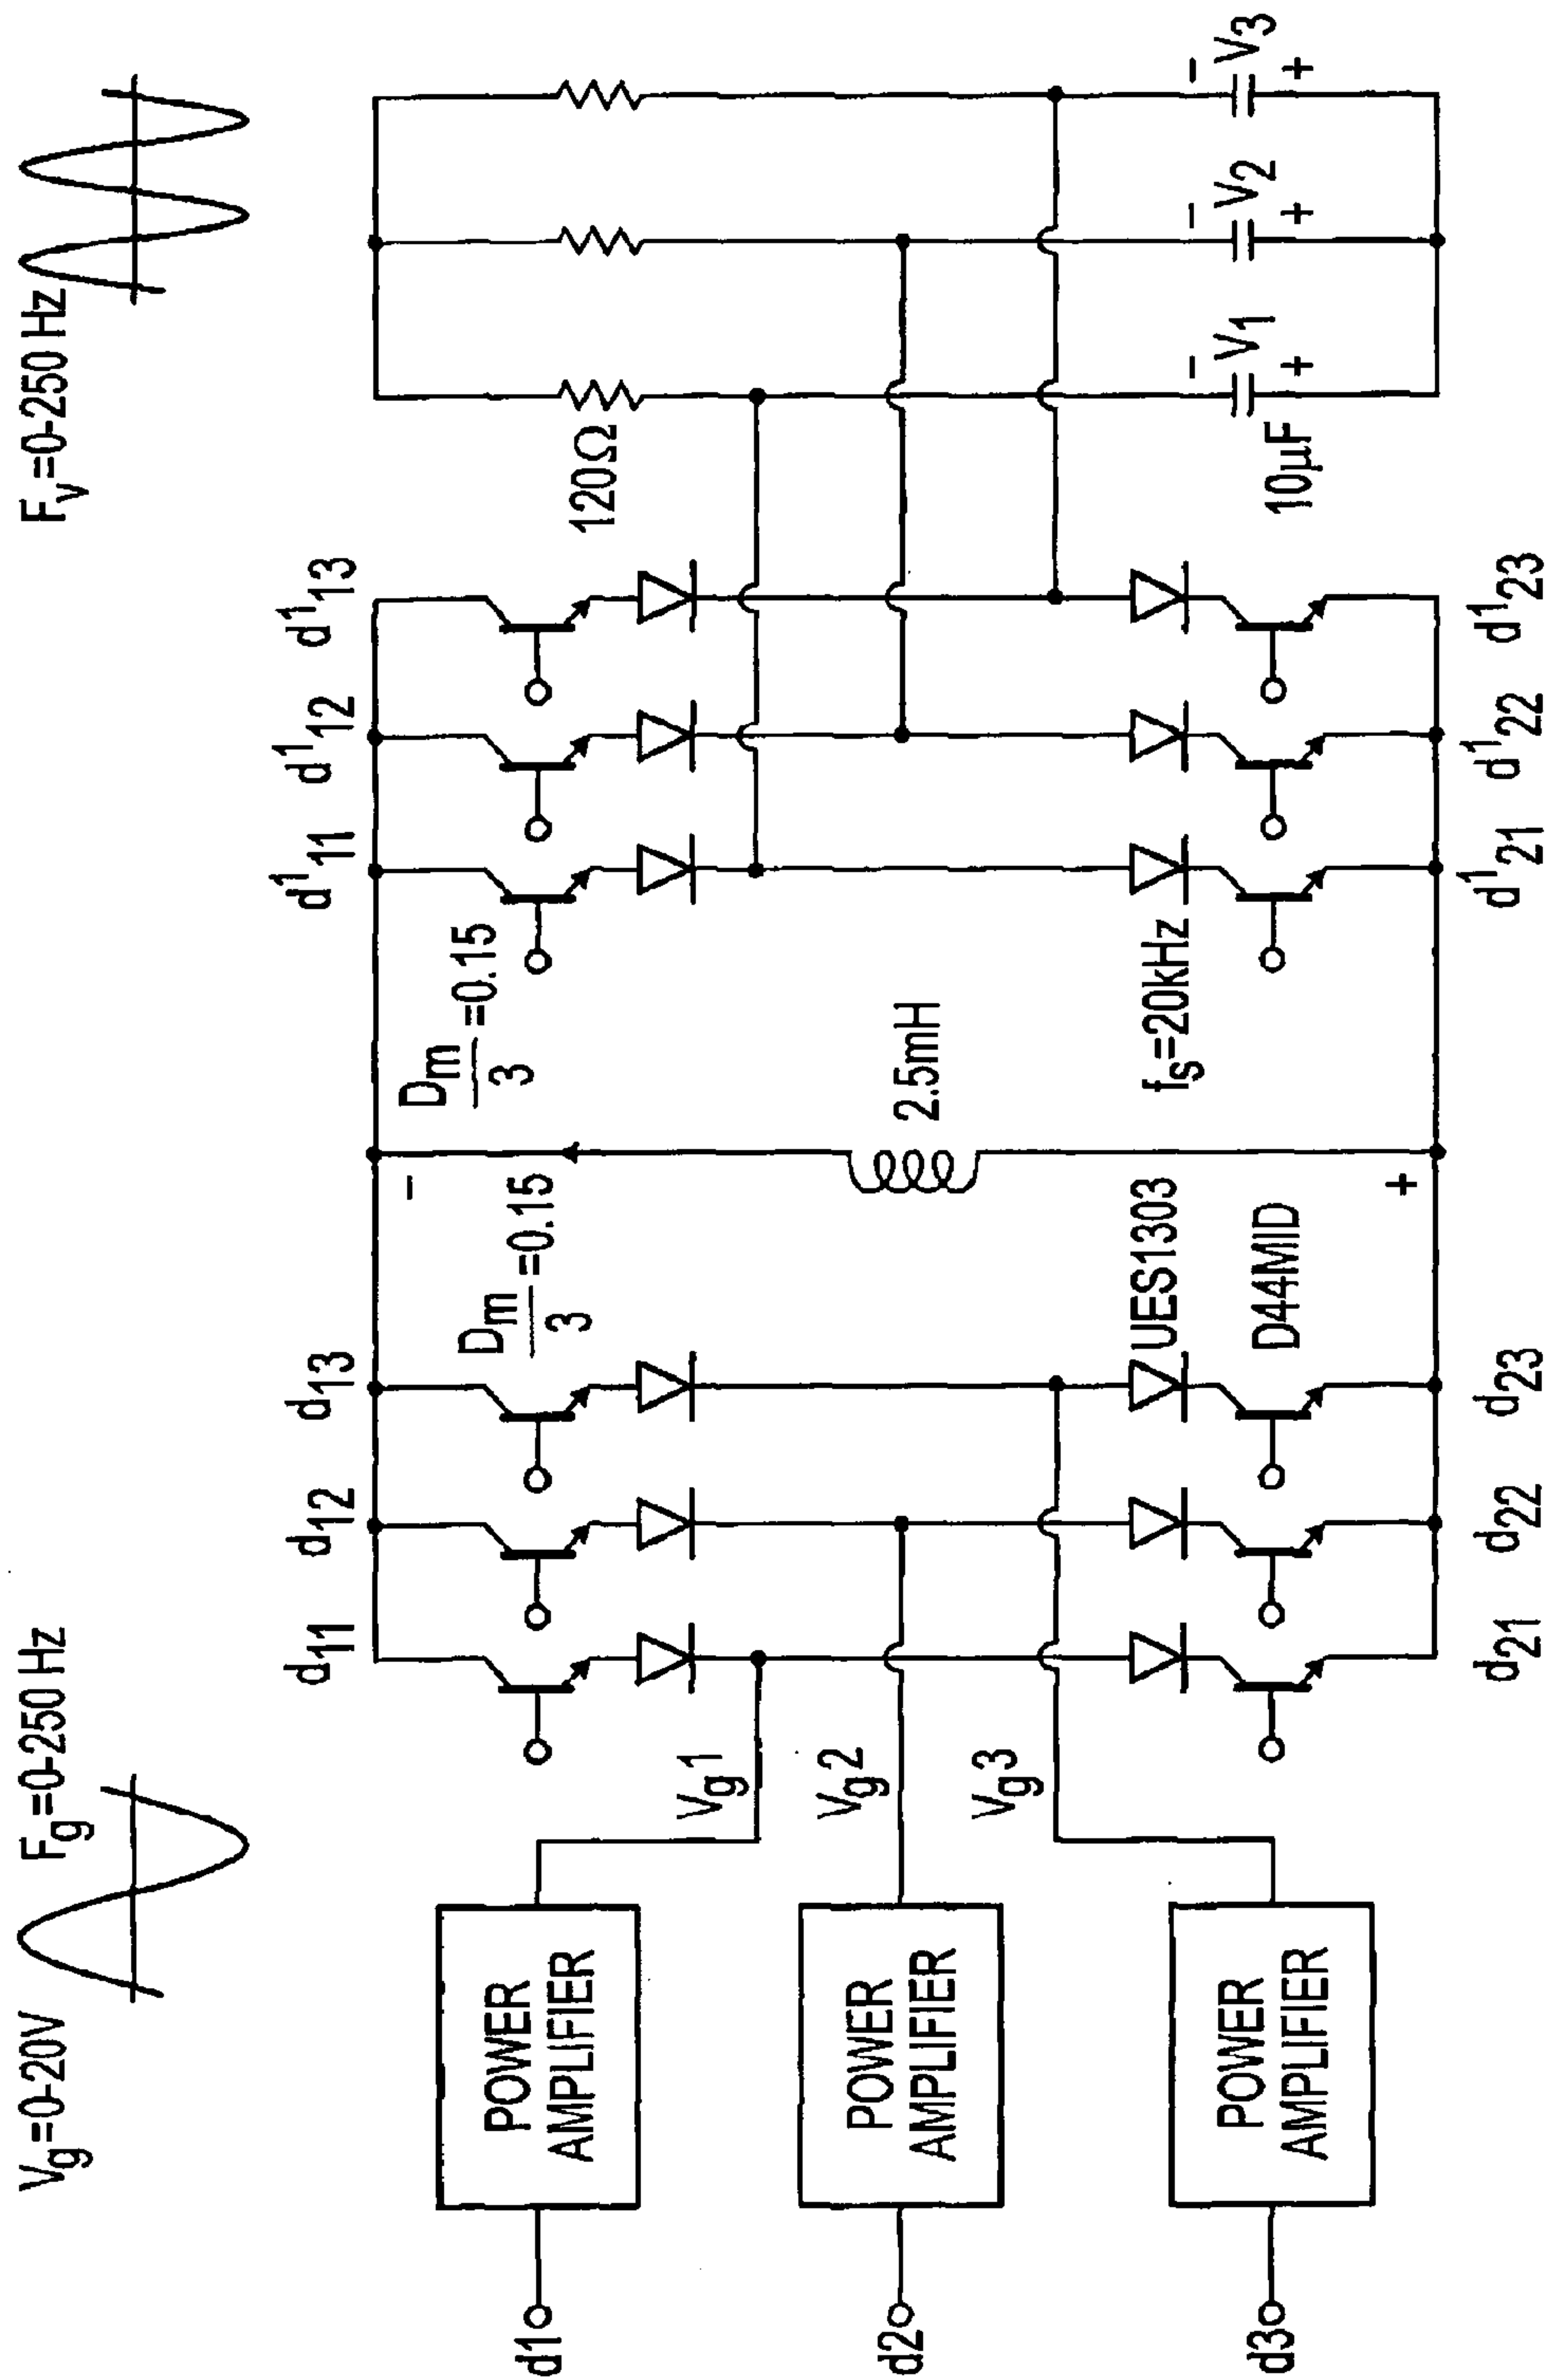 Vg=0-20V
Fg=0-250 Hz
Fv=0-250 Hz
d11
d12
d13
d¹11
d¹12
d¹13
Dm/3=0.15
Dm/3=0.15
120Ω
d1
POWER
AMPLIFIER
Vg1
d2
POWER
AMPLIFIER
Vg2
d3
POWER
AMPLIFIER
Vg3
−
2.5mH
+
UES1303
D44MID
fs=20kHz
10µF
− V1 +
− V2 +
− V3 +
d21
d22
d23
d¹21
d¹22
d¹23